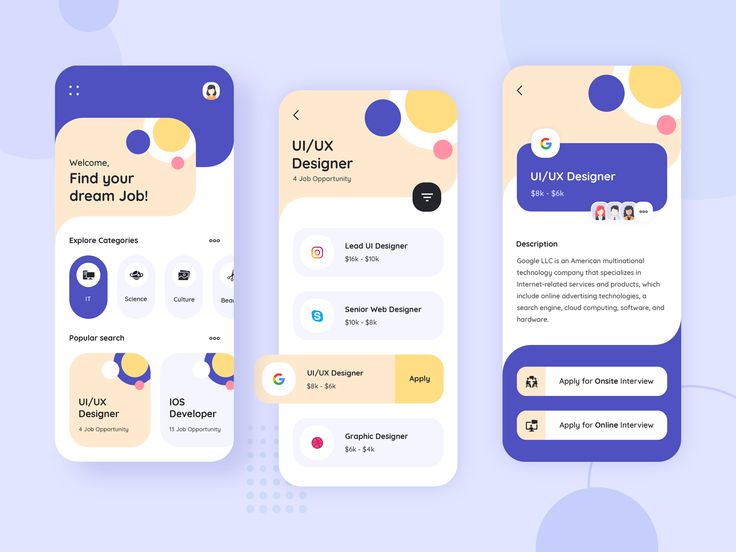 Welcome,
Find your
dream Job!
Explore Categories
IT
Science
Culture
Beau
Popular search
UI/UX
Designer
4 Job Opportunity
IOS
Developer
13 Job Opportunity
UI/UX
Designer
4 Job Opportunity
Lead UI Designer
$16k - $10k
Senior Web Designer
$10k - $8k
UI/UX Designer
$8k - $6k
Apply
Graphic Designer
$6k - $4k
G
UI/UX Designer
$8k - $6k
Description
Google LLC is an American multinational
technology company that specializes in
Internet-related services and products, which
include online advertising technologies, a
search engine, cloud computing, software, and
hardware.
Apply for Onsite Interview
Apply for Online Interview